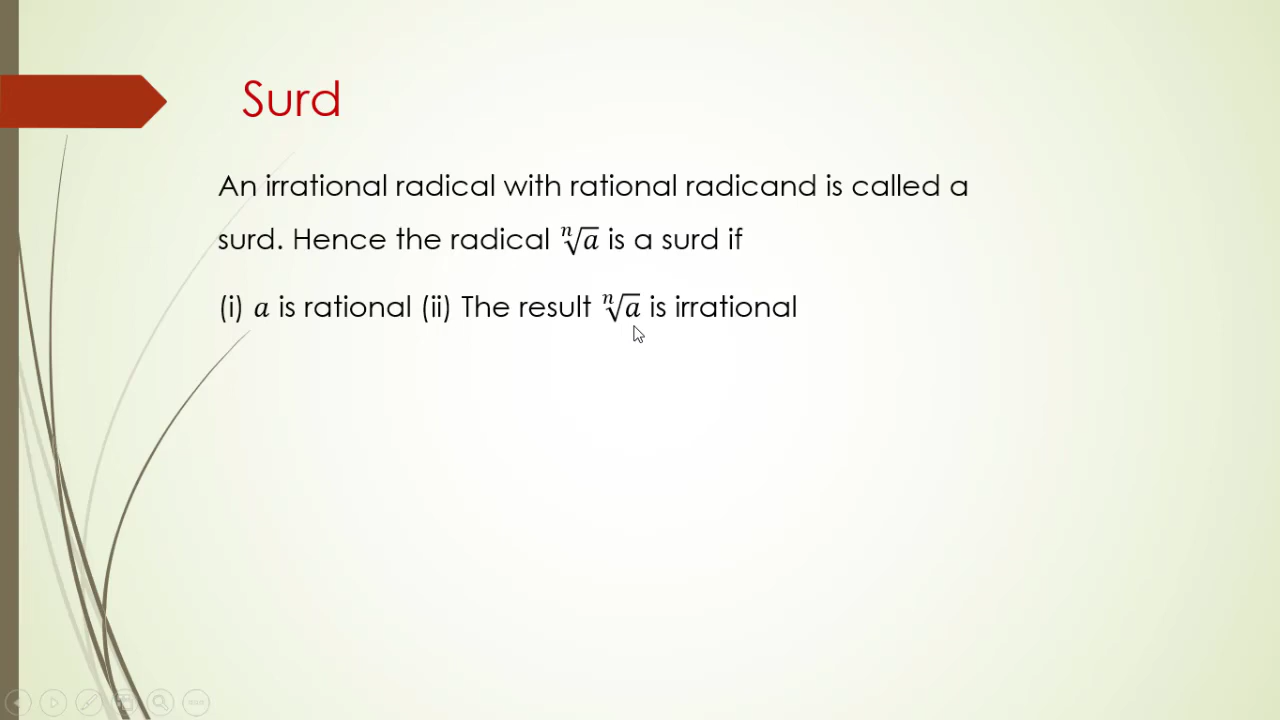 Surd
An irrational radical with rational radicand is called a
surd. Hence the radical ⁿ√a is a surd if
(i) a is rational (ii) The result ⁿ√a is irrational